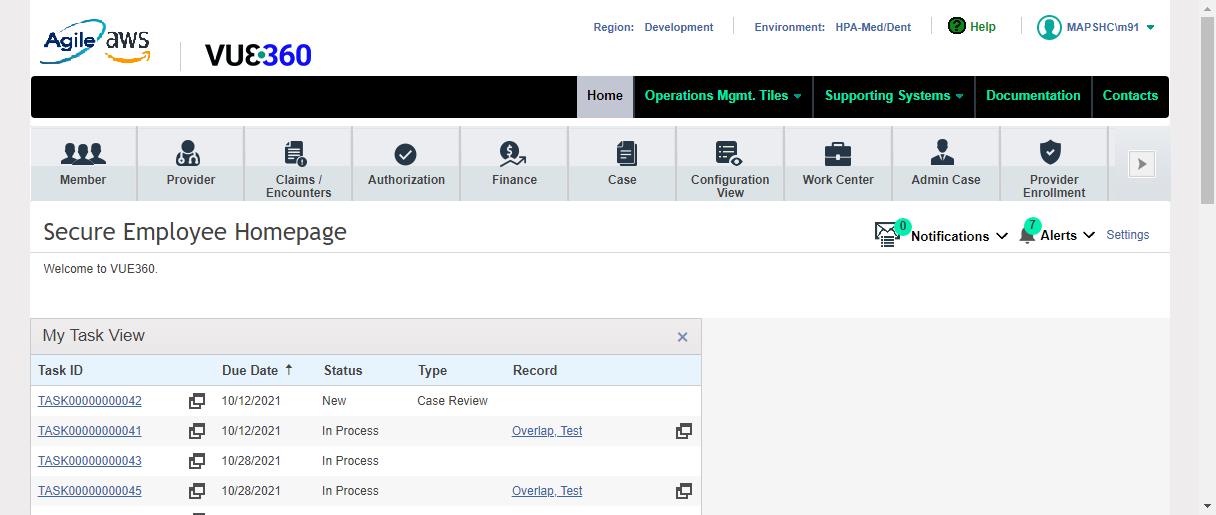 Agile aws
VUE360
Region: Development
Environment: HPA-Med/Dent
? Help
MAPSHC\m91
Home
Operations Mgmt. Tiles
Supporting Systems
Documentation
Contacts
Member
Provider
Claims /
Encounters
Authorization
Finance
Case
Configuration
View
Work Center
Admin Case
Provider
Enrollment
Secure Employee Homepage
0 Notifications
7 Alerts
Settings
Welcome to VUE360.
My Task View
Task ID Due Date ↑ Status Type Record
TASK00000000042 10/12/2021 New Case Review
TASK00000000041 10/12/2021 In Process Overlap, Test
TASK00000000043 10/28/2021 In Process
TASK00000000045 10/28/2021 In Process Overlap, Test